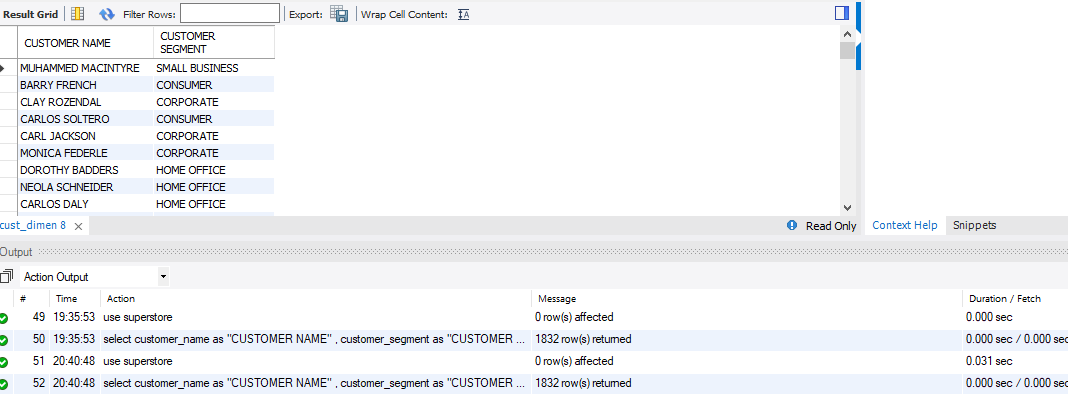 Result Grid Filter Rows: Export: Wrap Cell Content:
CUSTOMER NAME CUSTOMER SEGMENT
MUHAMMED MACINTYRE SMALL BUSINESS
BARRY FRENCH CONSUMER
CLAY ROZENDAL CORPORATE
CARLOS SOLTERO CONSUMER
CARL JACKSON CORPORATE
MONICA FEDERLE CORPORATE
DOROTHY BADDERS HOME OFFICE
NEOLA SCHNEIDER HOME OFFICE
CARLOS DALY HOME OFFICE
cust_dimen 8 Read Only Context Help Snippets
Output
Action Output
# Time Action Message Duration / Fetch
49 19:35:53 use superstore 0 row(s) affected 0.000 sec
50 19:35:53 select customer_name as "CUSTOMER NAME" , customer_segment as "CUSTOMER ... 1832 row(s) returned 0.000 sec / 0.000 sec
51 20:40:48 use superstore 0 row(s) affected 0.031 sec
52 20:40:48 select customer_name as "CUSTOMER NAME" , customer_segment as "CUSTOMER ... 1832 row(s) returned 0.000 sec / 0.000 sec